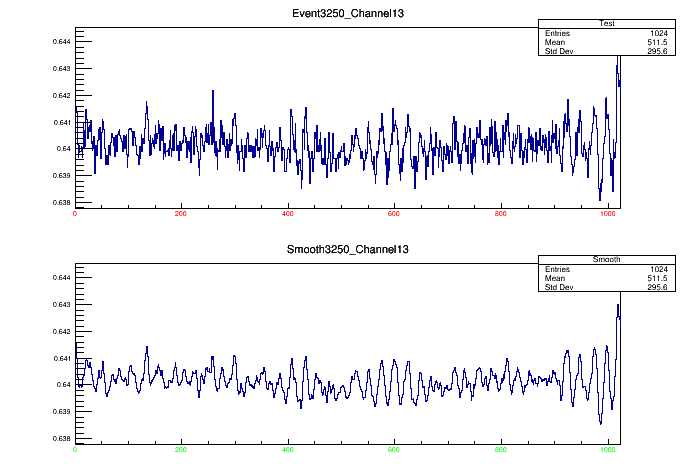 Event3250_Channel13
Test
Entries 1024
Mean 511.5
Std Dev 295.6
0.644
0.643
0.642
0.641
0.64
0.639
0.638
0 200 400 600 800 1000
Smooth3250_Channel13
Smooth
Entries 1024
Mean 511.5
Std Dev 295.6
0.644
0.643
0.642
0.641
0.64
0.639
0.638
0 200 400 600 800 1000